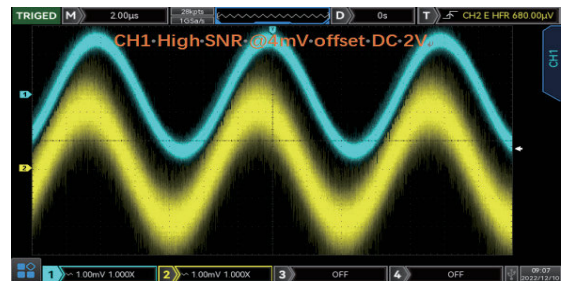 TRIGED M 2.00μs 28kpts 1GSa/s D 0s T CH2 E HFR 680.00μV
CH1·High·SNR·@4mV·offset·DC·2V
CH1
1
2
1 ~ 1.00mV 1.000X 2 ~ 1.00mV 1.000X 3 OFF 4 OFF 09:07
2022/12/10